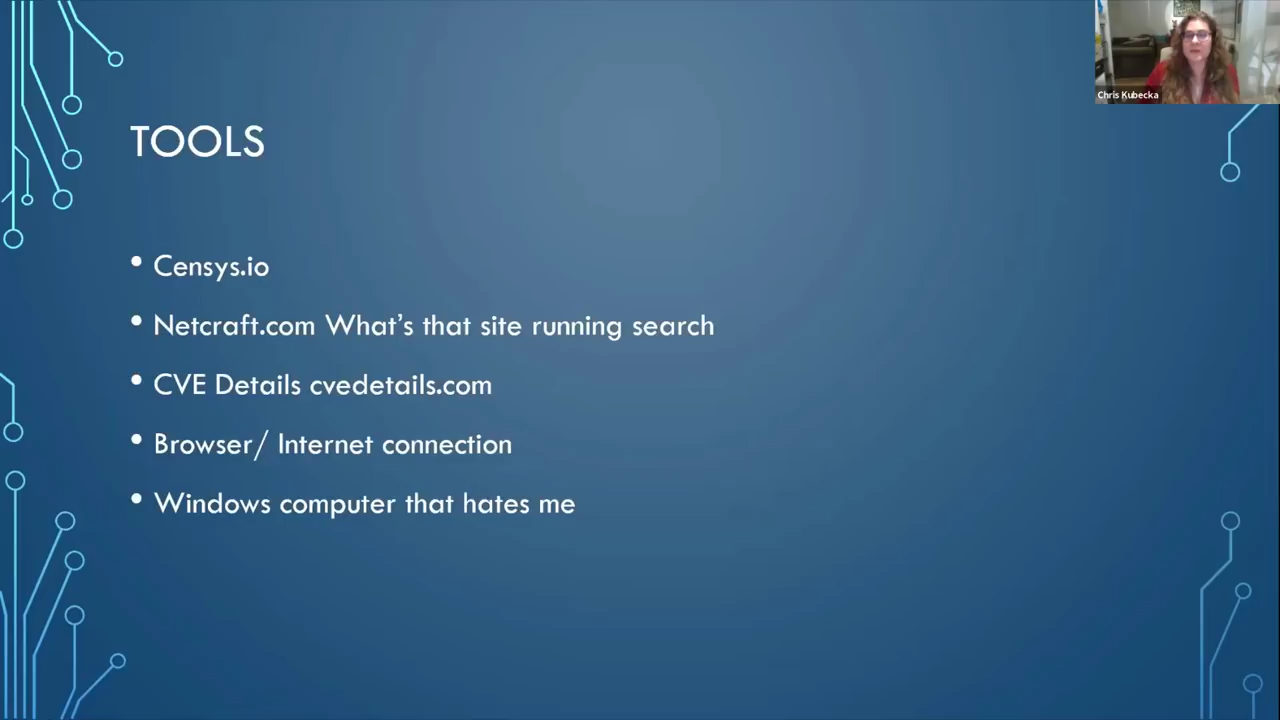 Chris Kubecka
TOOLS
• Censys.io
• Netcraft.com What’s that site running search
• CVE Details cvedetails.com
• Browser/ Internet connection
• Windows computer that hates me